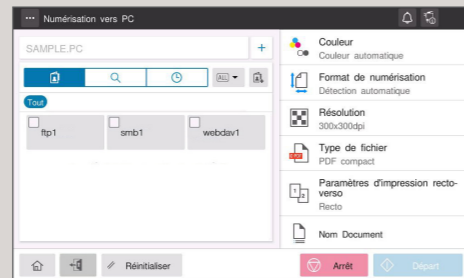 Numérisation vers PC
SAMPLE.PC
+
ALL
Tout
ftp1
smb1
webdav1
Couleur
Couleur automatique
Format de numérisation
Détection automatique
Résolution
300x300dpi
Type de fichier
PDF compact
Paramètres d'impression recto-
verso
Recto
Nom Document
Réinitialiser
Arrêt
Départ